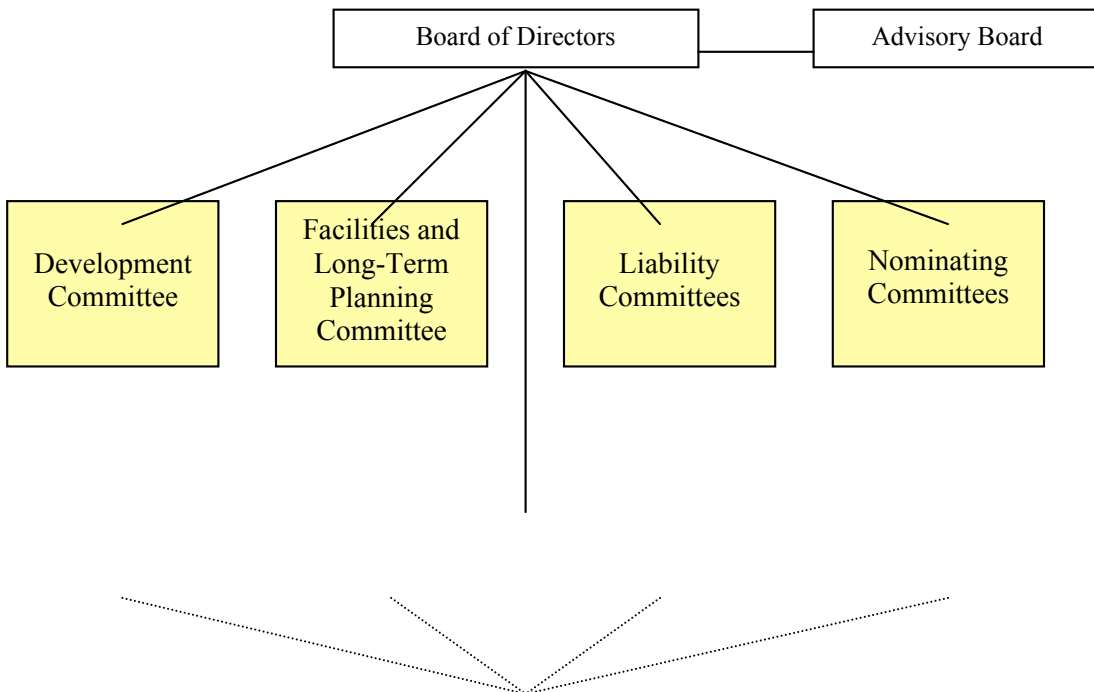 Board of Directors
Advisory Board
Development
Committee
Facilities and
Long-Term
Planning
Committee
Liability
Committees
Nominating
Committees